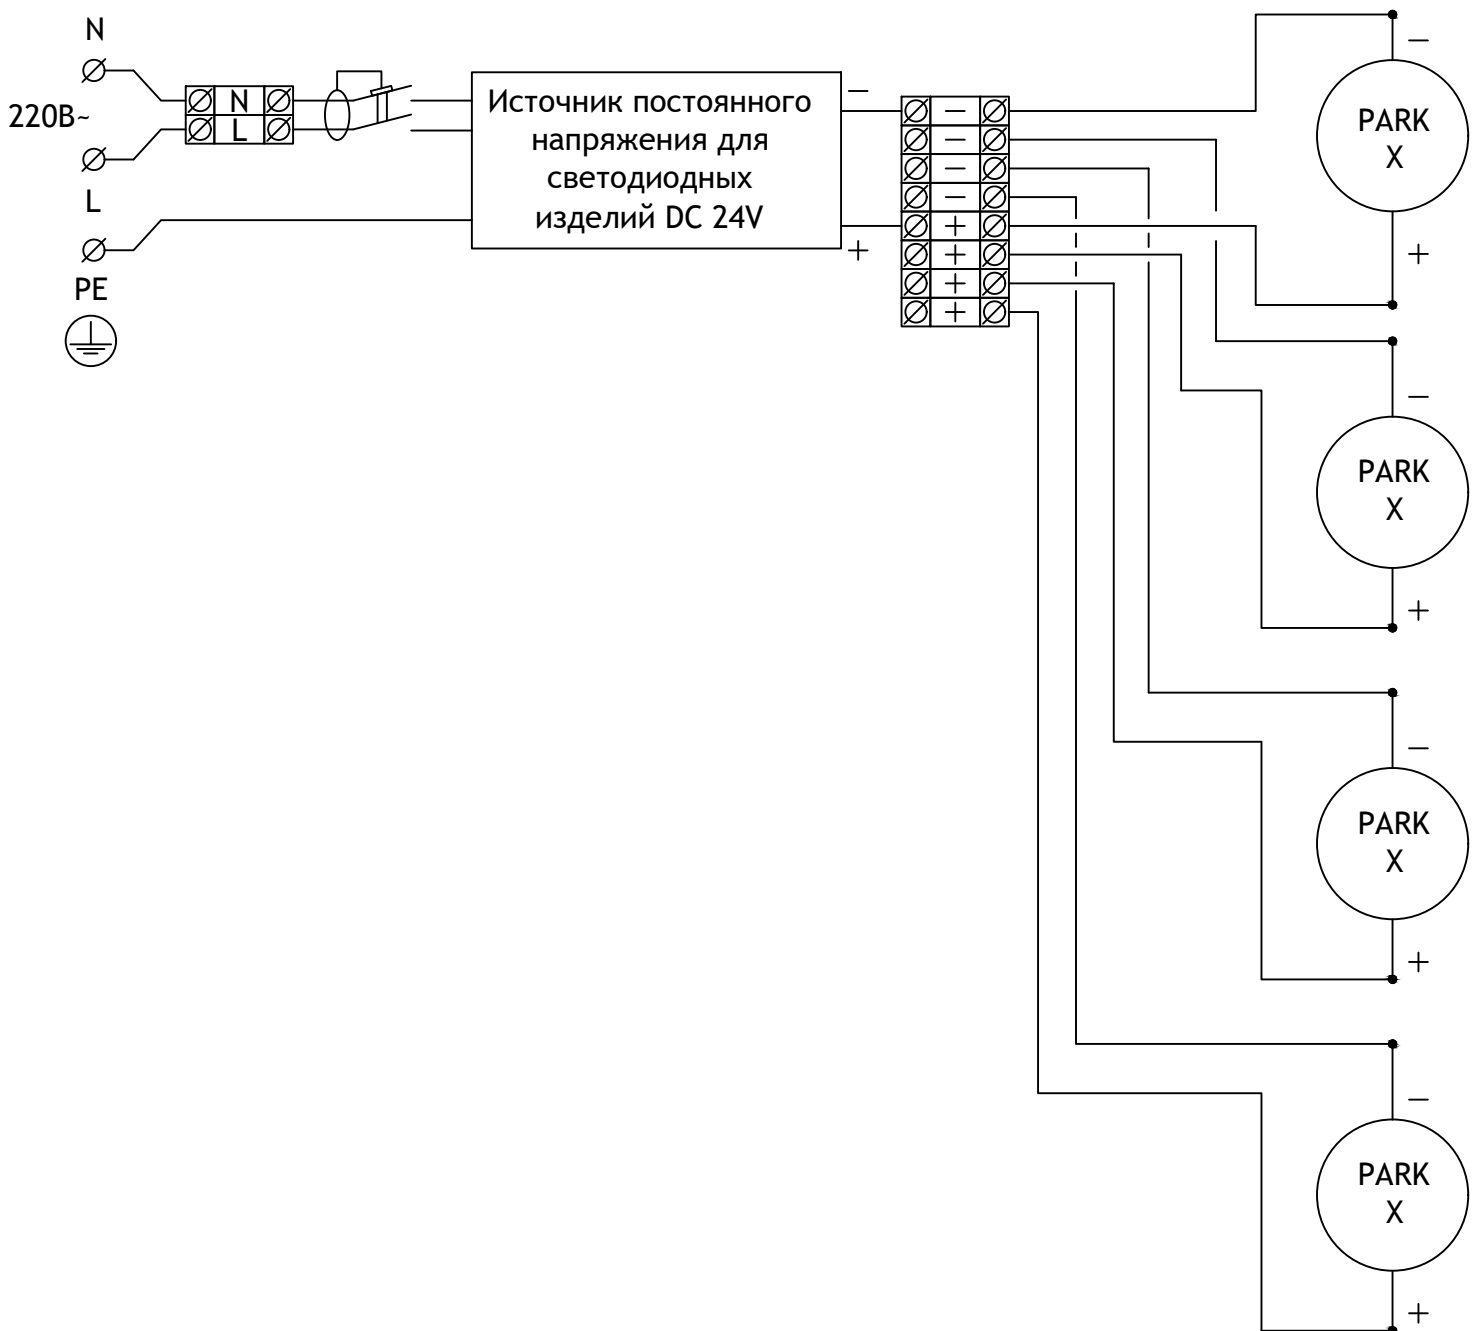 N
220В~
L
PE
N
L
Источник постоянного
напряжения для
светодиодных
изделий DC 24V
−
+
−
−
−
−
+
+
+
+
−
PARK
X
+
−
PARK
X
+
−
PARK
X
+
−
PARK
X
+